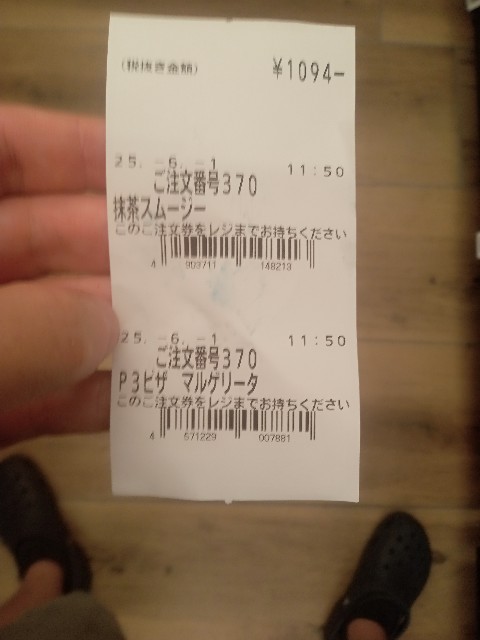 (税抜き金額) ¥1094-
25. -6. -1 11:50
ご注文番号370
抹茶スムージー
このご注文券をレジまでお持ちください
4 903711 148213
25. -6. -1 11:50
ご注文番号370
P3ピザ マルゲリータ
このご注文券をレジまでお持ちください
4 571229 007881